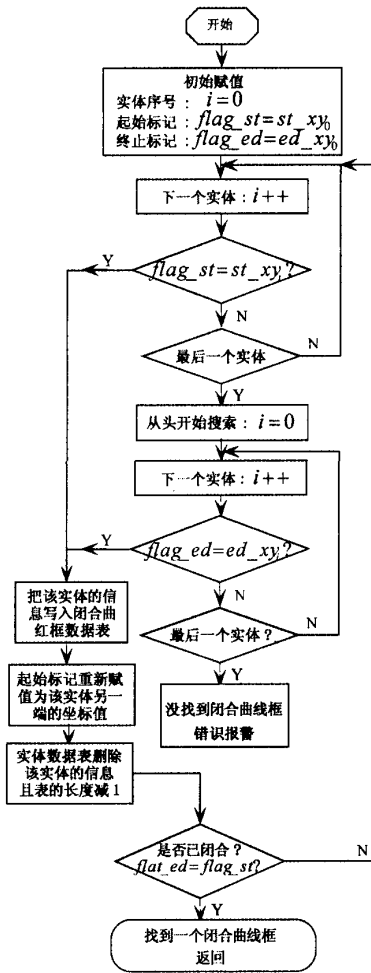 开始
初始赋值
实体序号： i=0
起始标记：flag_st=st_xy₀
终止标记：flag_ed=ed_xy₀
下一个实体：i++
Y
flag_st=st_xyᵢ?
N
最后一个实体
N
Y
从头开始搜索：i=0
下一个实体：i++
Y
flag_ed=ed_xyᵢ?
N
把该实体的信
息写入闭合曲
红框数据表
最后一个实体？
N
Y
起始标记重新赋
值为该实体另一
端的坐标值
没找到闭合曲线框
错识报警
实体数据表删除
该实体的信息
且表的长度减1
是否已闭合？
flat_ed=flag_st?
N
Y
找到一个闭合曲线框
返问